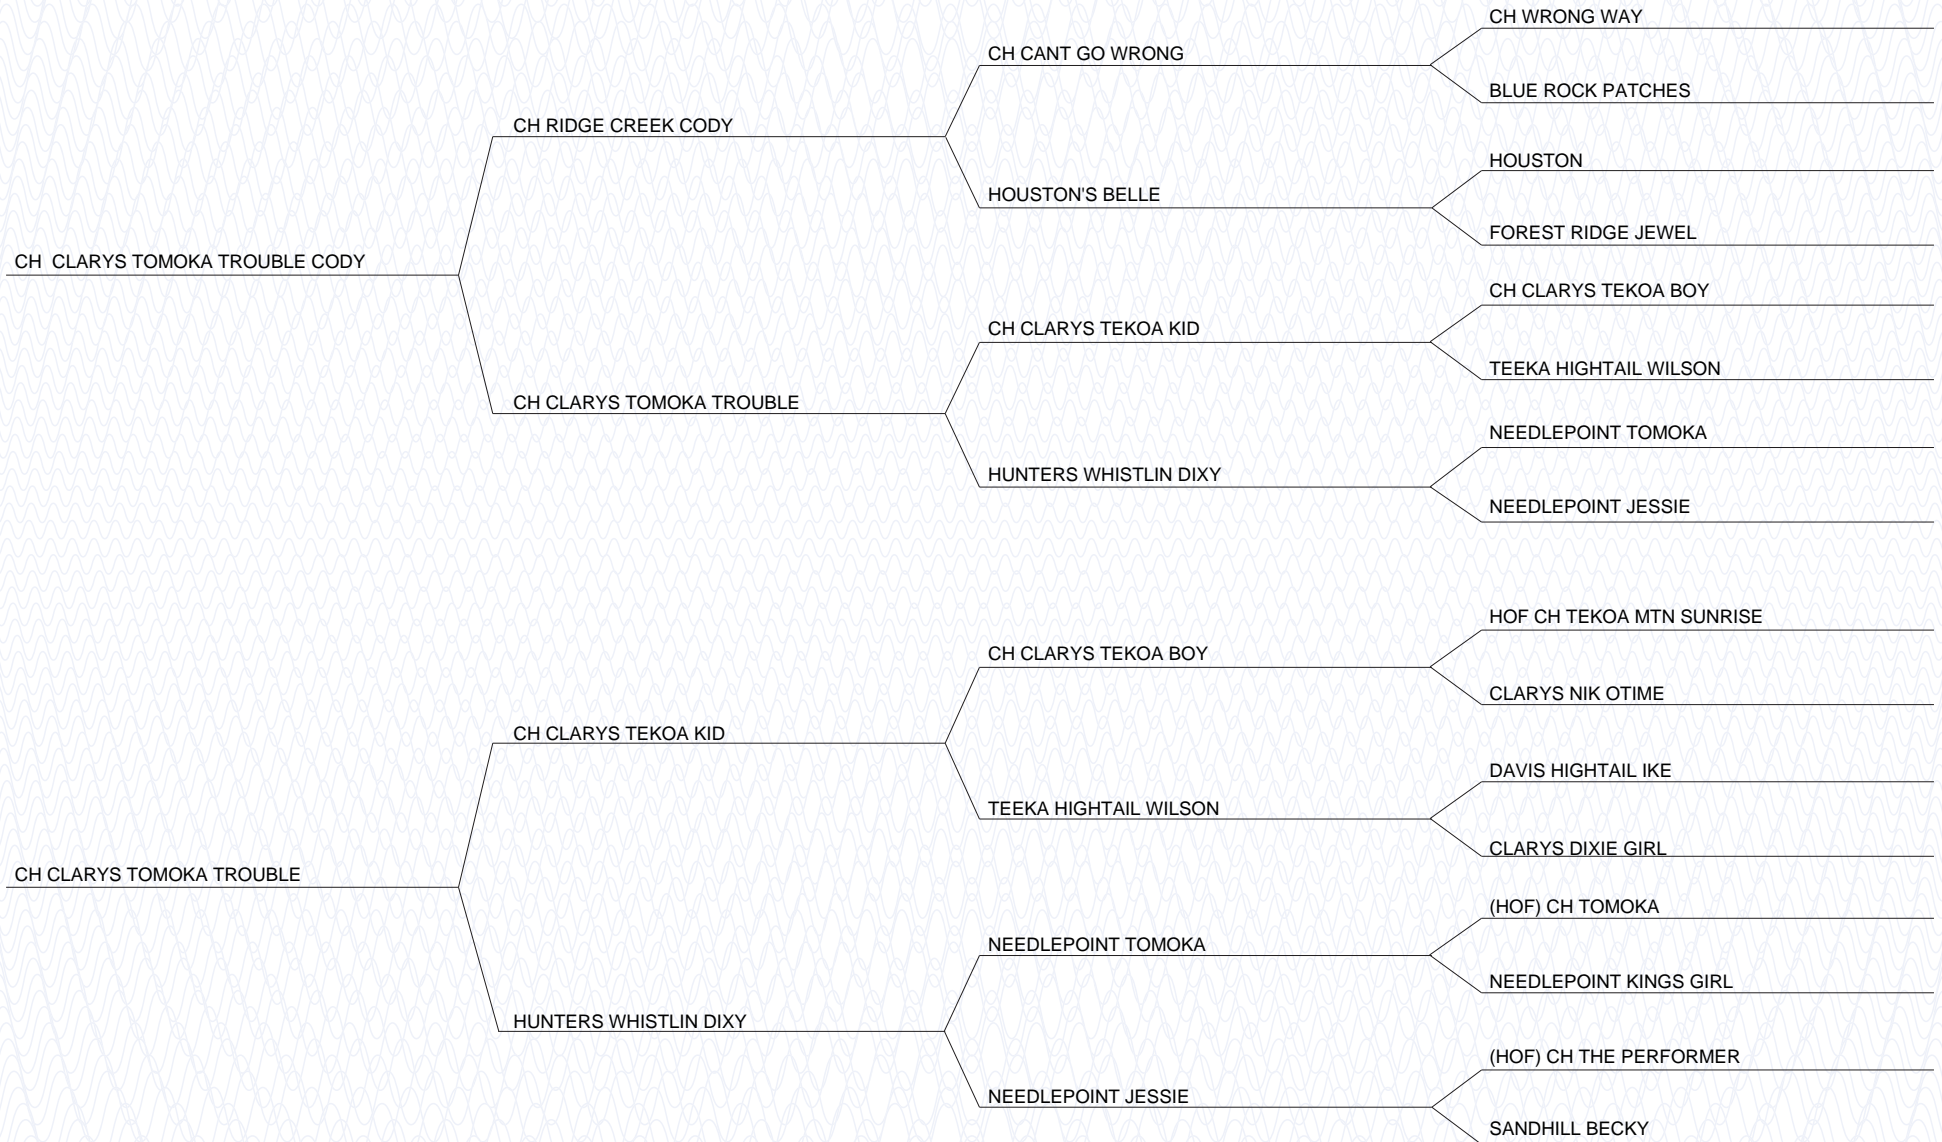 CH WRONG WAY
CH CANT GO WRONG
BLUE ROCK PATCHES
CH RIDGE CREEK CODY
HOUSTON
HOUSTON'S BELLE
FOREST RIDGE JEWEL
CH  CLARYS TOMOKA TROUBLE CODY
CH CLARYS TEKOA BOY
CH CLARYS TEKOA KID
TEEKA HIGHTAIL WILSON
CH CLARYS TOMOKA TROUBLE
NEEDLEPOINT TOMOKA
HUNTERS WHISTLIN DIXY
NEEDLEPOINT JESSIE
HOF CH TEKOA MTN SUNRISE
CH CLARYS TEKOA BOY
CLARYS NIK OTIME
CH CLARYS TEKOA KID
DAVIS HIGHTAIL IKE
TEEKA HIGHTAIL WILSON
CLARYS DIXIE GIRL
CH CLARYS TOMOKA TROUBLE
(HOF) CH TOMOKA
NEEDLEPOINT TOMOKA
NEEDLEPOINT KINGS GIRL
HUNTERS WHISTLIN DIXY
(HOF) CH THE PERFORMER
NEEDLEPOINT JESSIE
SANDHILL BECKY